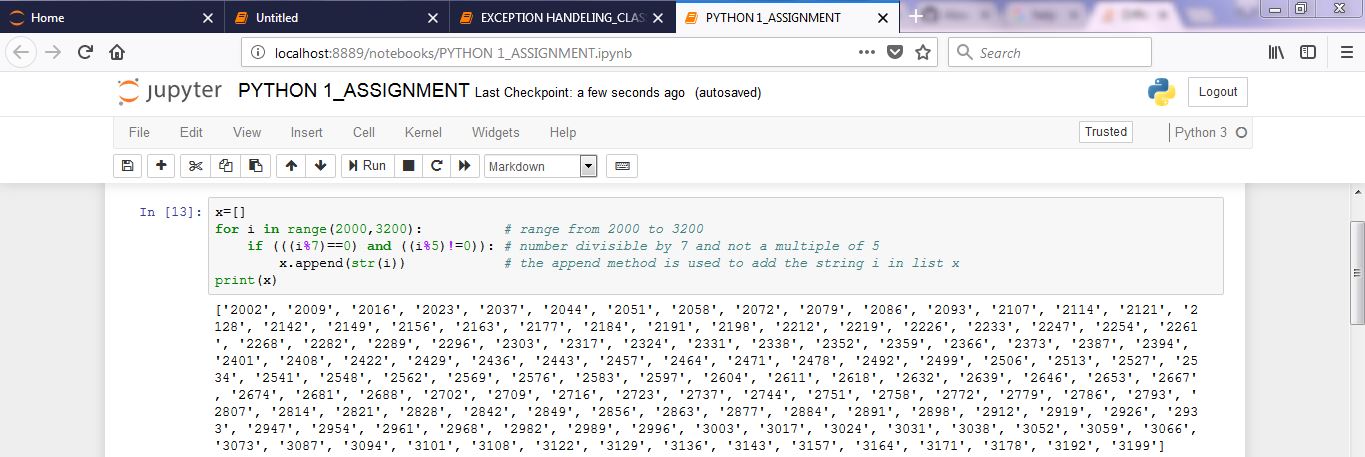 Home
Untitled
EXCEPTION HANDELING_CLAS
PYTHON 1_ASSIGNMENT
localhost:8889/notebooks/PYTHON 1_ASSIGNMENT.ipynb
Search
jupyter PYTHON 1_ASSIGNMENT Last Checkpoint: a few seconds ago (autosaved)
Logout
File Edit View Insert Cell Kernel Widgets Help
Trusted
Python 3
Run
Markdown
In [13]:
x=[]
for i in range(2000,3200): # range from 2000 to 3200
if (((i%7)==0) and ((i%5)!=0)): # number divisible by 7 and not a multiple of 5
x.append(str(i)) # the append method is used to add the string i in list x
print(x)
['2002', '2009', '2016', '2023', '2037', '2044', '2051', '2058', '2072', '2079', '2086', '2093', '2107', '2114', '2121', '2
128', '2142', '2149', '2156', '2163', '2177', '2184', '2191', '2198', '2212', '2219', '2226', '2233', '2247', '2254', '2261
', '2268', '2282', '2289', '2296', '2303', '2317', '2324', '2331', '2338', '2352', '2359', '2366', '2373', '2387', '2394',
'2401', '2408', '2422', '2429', '2436', '2443', '2457', '2464', '2471', '2478', '2492', '2499', '2506', '2513', '2527', '25
34', '2541', '2548', '2562', '2569', '2576', '2583', '2597', '2604', '2611', '2618', '2632', '2639', '2646', '2653', '2667'
, '2674', '2681', '2688', '2702', '2709', '2716', '2723', '2737', '2744', '2751', '2758', '2772', '2779', '2786', '2793', '
2807', '2814', '2821', '2828', '2842', '2849', '2856', '2863', '2877', '2884', '2891', '2898', '2912', '2919', '2926', '293
3', '2947', '2954', '2961', '2968', '2982', '2989', '2996', '3003', '3017', '3024', '3031', '3038', '3052', '3059', '3066',
'3073', '3087', '3094', '3101', '3108', '3122', '3129', '3136', '3143', '3157', '3164', '3171', '3178', '3192', '3199']